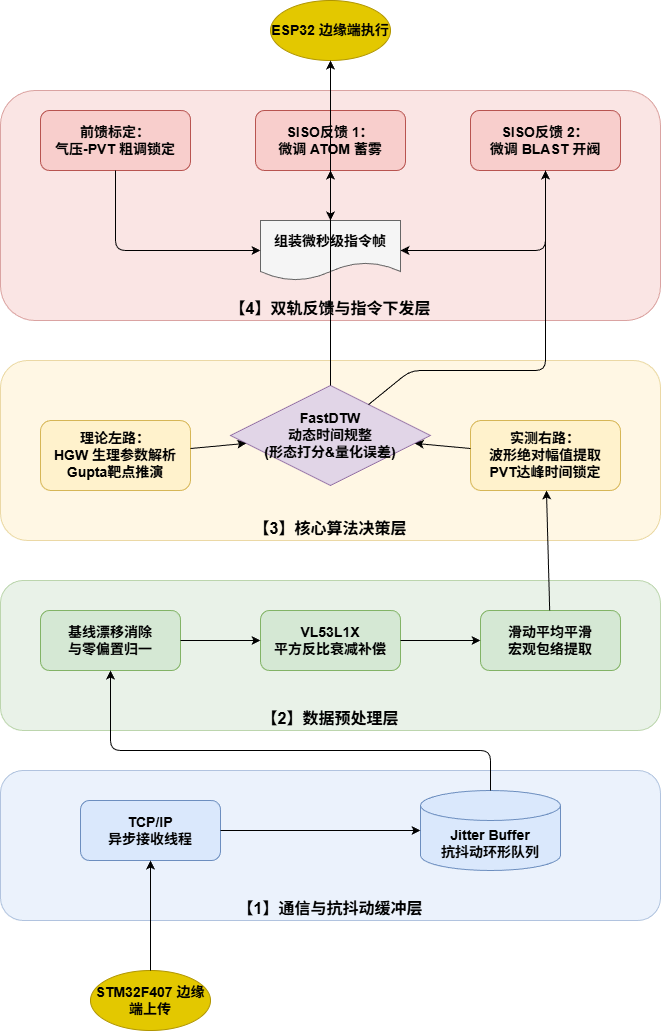 ESP32 边缘端执行
前馈标定：
气压-PVT 粗调锁定
SISO反馈 1：
微调 ATOM 蓄雾
SISO反馈 2：
微调 BLAST 开阀
组装微秒级指令帧
【4】双轨反馈与指令下发层
FastDTW
动态时间规整
(形态打分&量化误差)
理论左路：
HGW 生理参数解析
Gupta靶点推演
实测右路：
波形绝对幅值提取
PVT达峰时间锁定
【3】核心算法决策层
基线漂移消除
与零偏置归一
VL53L1X
平方反比衰减补偿
滑动平均平滑
宏观包络提取
【2】数据预处理层
TCP/IP
异步接收线程
Jitter Buffer
抗抖动环形队列
【1】通信与抗抖动缓冲层
STM32F407 边缘
端上传